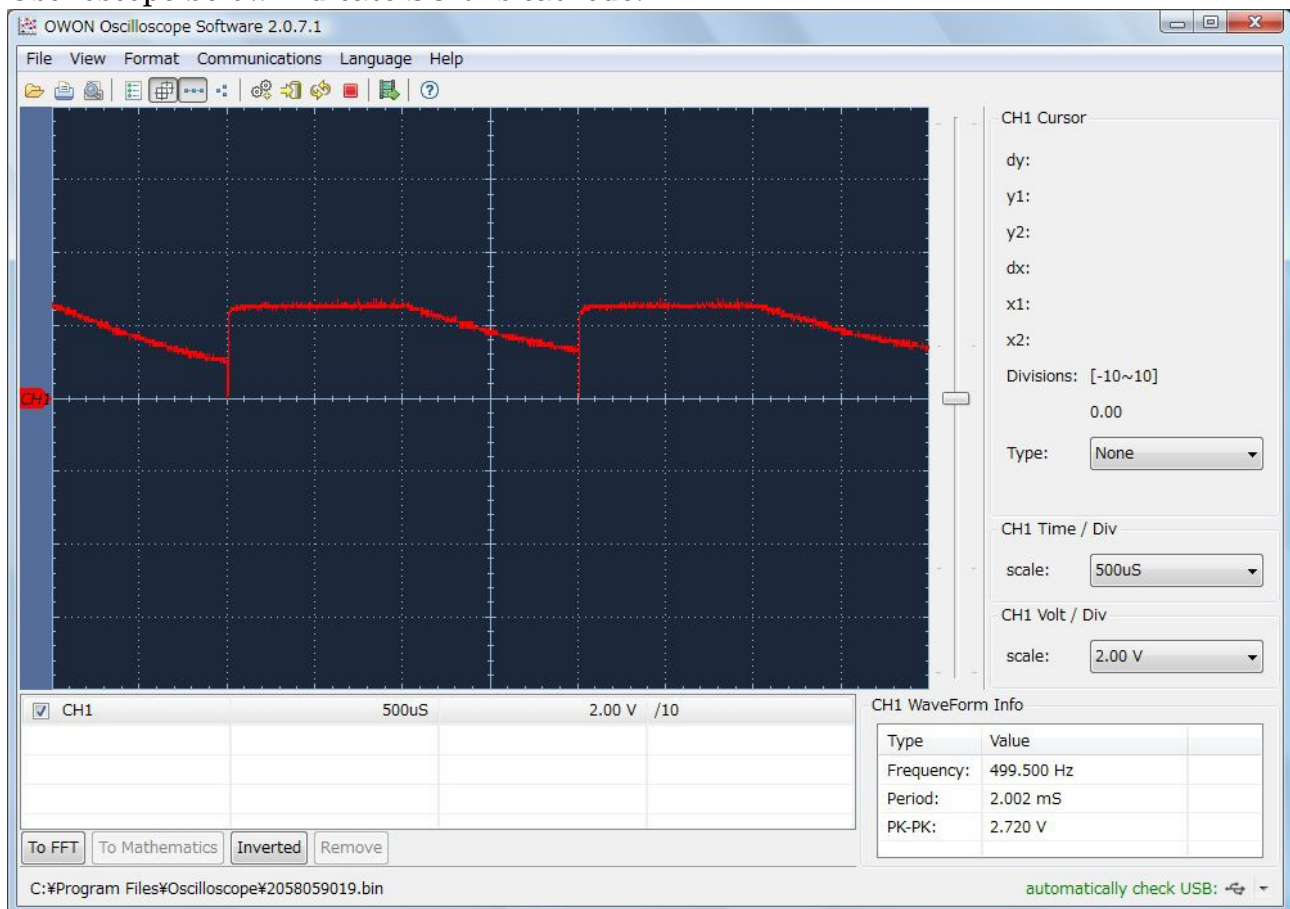 OWON Oscilloscope Software 2.0.7.1
File View Format Communications Language Help
CH1 Cursor
dy:
y1:
y2:
dx:
x1:
x2:
Divisions: [-10~10]
0.00
Type: None
CH1
CH1 Time / Div
scale: 500uS
CH1 Volt / Div
scale: 2.00 V
CH1 500uS 2.00 V /10
CH1 WaveForm Info
Type Value
Frequency: 499.500 Hz
Period: 2.002 mS
PK-PK: 2.720 V
To FFT To Mathematics Inverted Remove
C:¥Program Files¥Oscilloscope¥2058059019.bin
automatically check USB: